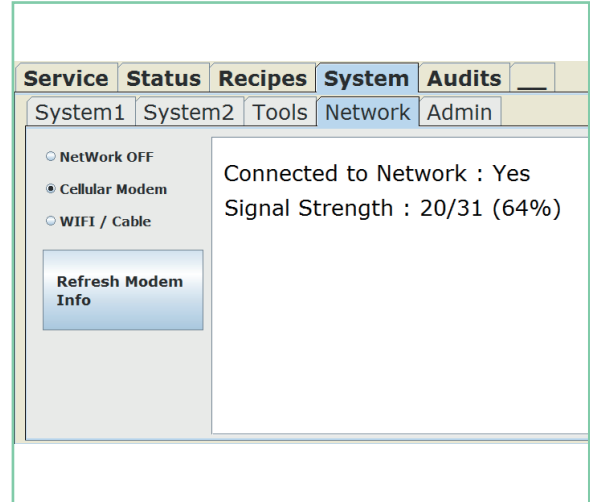 Service Status Recipes System Audits __
System1 System2 Tools Network Admin
NetWork OFF
Cellular Modem
WIFI / Cable
Refresh Modem
Info
Connected to Network : Yes
Signal Strength : 20/31 (64%)